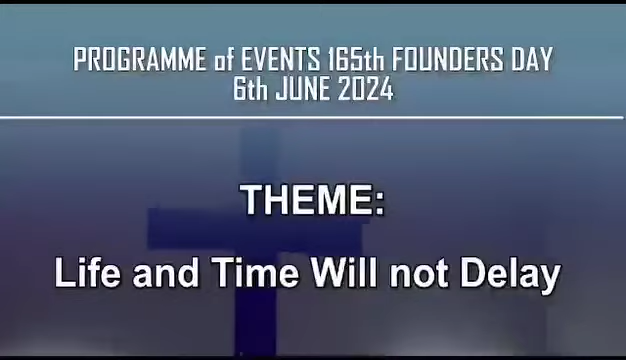 PROGRAMME of EVENTS 165th FOUNDERS DAY
6th JUNE 2024
THEME:
Life and Time Will not Delay